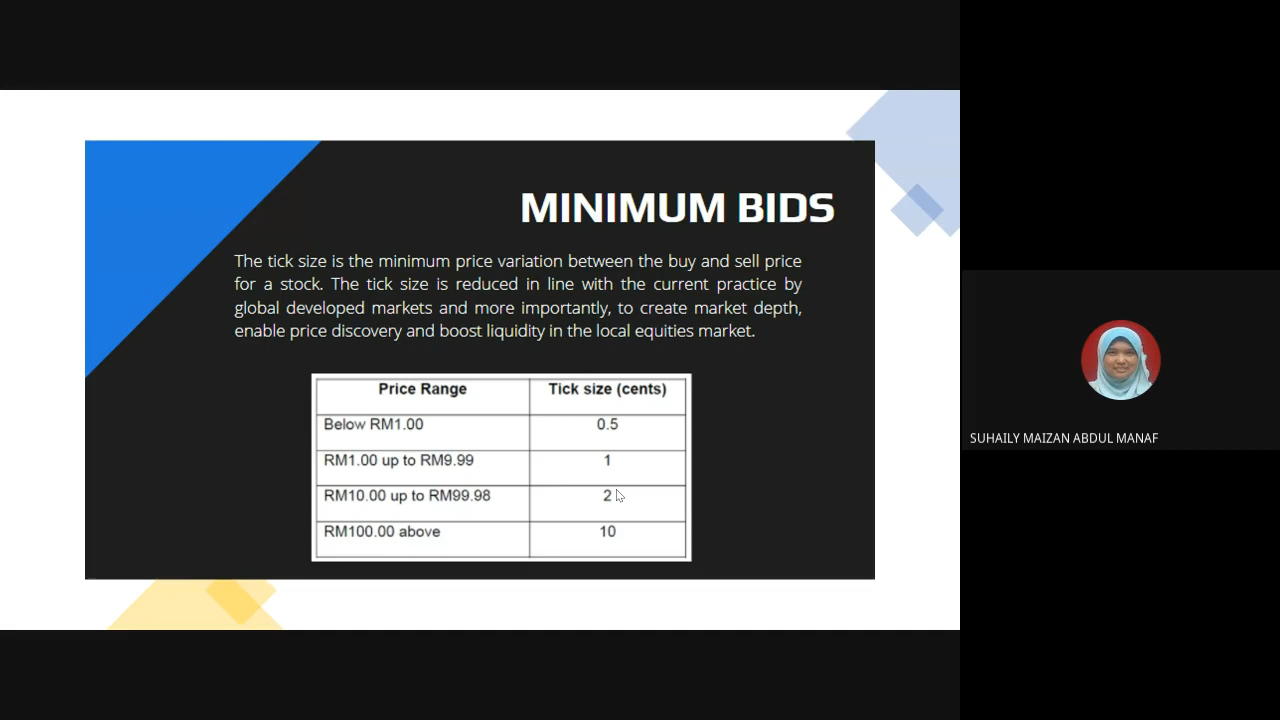 MINIMUM BIDS
The tick size is the minimum price variation between the buy and sell price
for a stock. The tick size is reduced in line with the current practice by
global developed markets and more importantly, to create market depth,
enable price discovery and boost liquidity in the local equities market.
Price Range Tick size (cents)
Below RM1.00 0.5
RM1.00 up to RM9.99 1
RM10.00 up to RM99.98 2
RM100.00 above 10
SUHAILY MAIZAN ABDUL MANAF